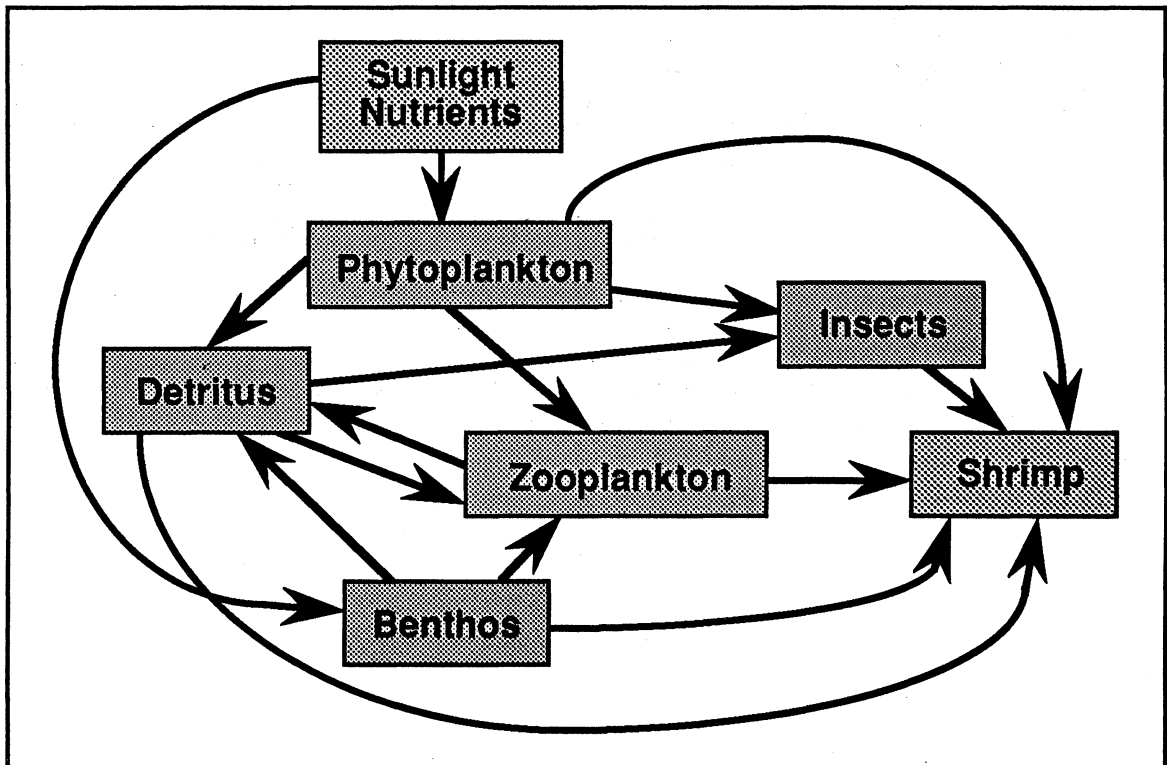 Sunlight
Nutrients
Phytoplankton
Insects
Detritus
Zooplankton
Shrimp
Benthos